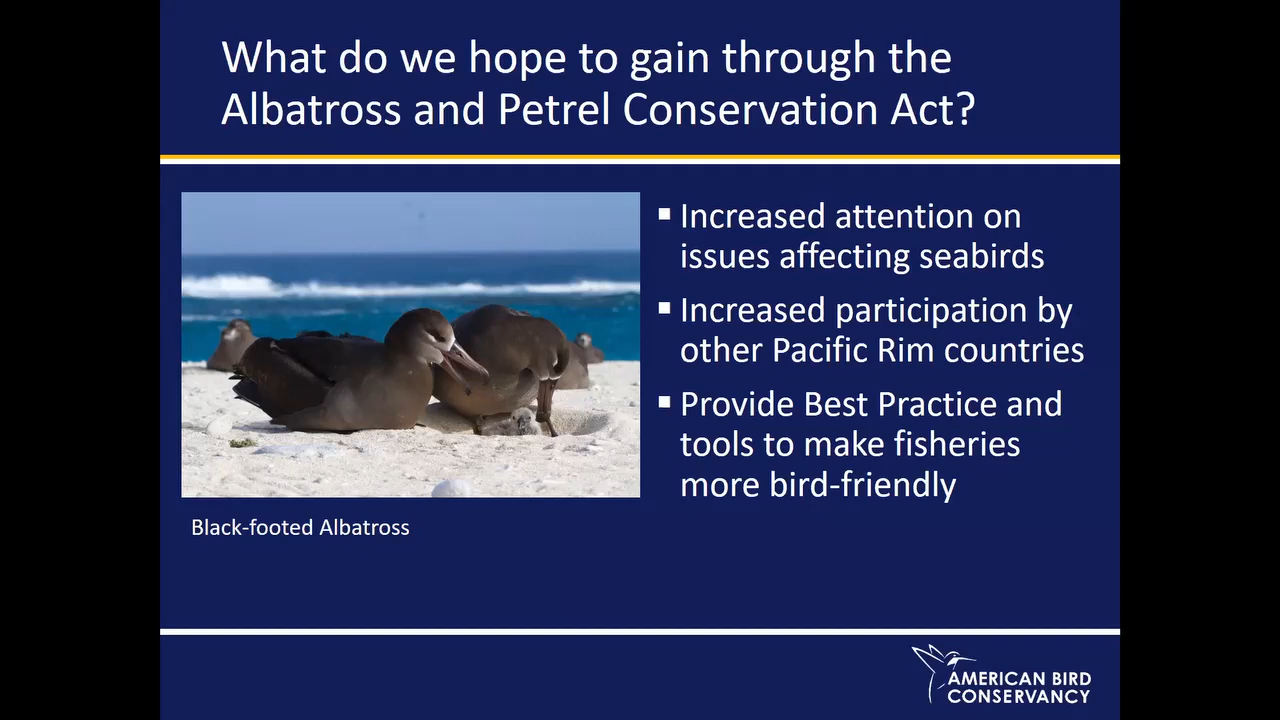 What do we hope to gain through the
Albatross and Petrel Conservation Act?
▪ Increased attention on
issues affecting seabirds
▪ Increased participation by
other Pacific Rim countries
▪ Provide Best Practice and
tools to make fisheries
more bird-friendly
Black-footed Albatross
AMERICAN BIRD
CONSERVANCY